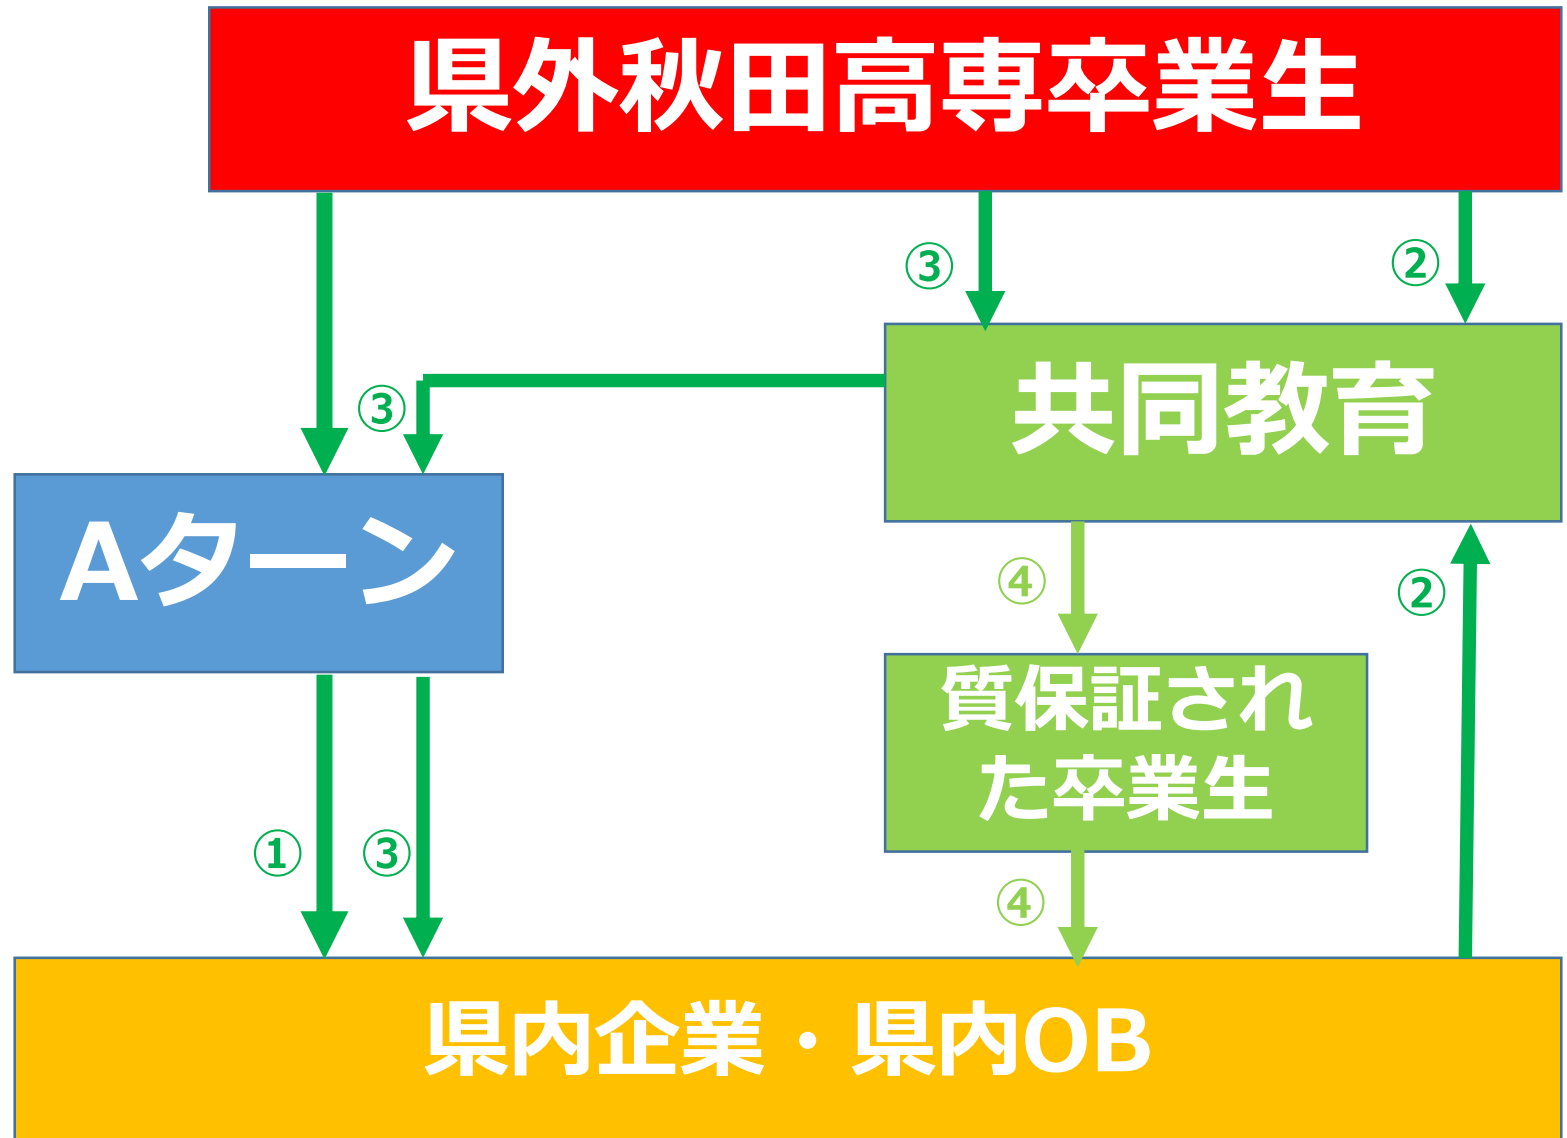 県外秋田高専卒業生
③
②
共同教育
③
Aターン
④
②
質保証され
た卒業生
①
③
④
県内企業・県内OB